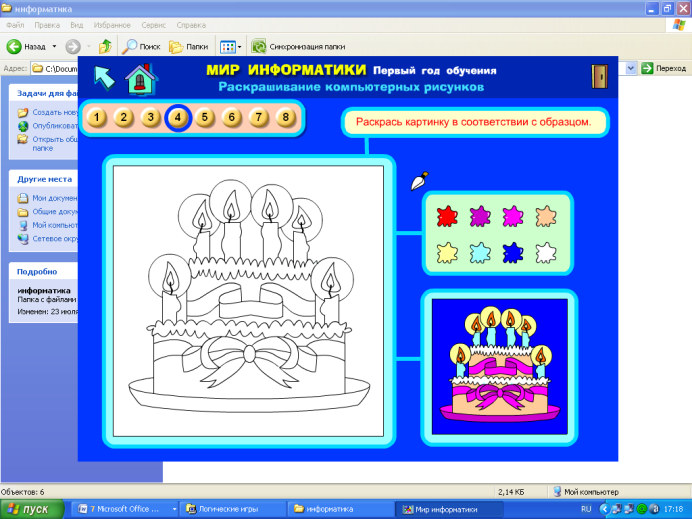 информатика
Файл Правка Вид Избранное Сервис Справка
Назад Поиск Папки Синхронизация папки
Адрес: C:\Docum Переход
МИР ИНФОРМАТИКИ Первый год обучения
Раскрашивание компьютерных рисунков
1 2 3 4 5 6 7 8
Раскрась картинку в соответствии с образцом.
Задачи для фа
Создать нову
Опубликоват
Открыть общ
папке
Другие места
Мои докумен
Общие докум
Мой компьют
Сетевое окру
Подробно
информатика
Папка с файлами
Изменен: 23 июля
Объектов: 6 2,14 КБ Мой компьютер
пуск 7 Microsoft Office ... Логические игры информатика Мир информатики RU 17:18